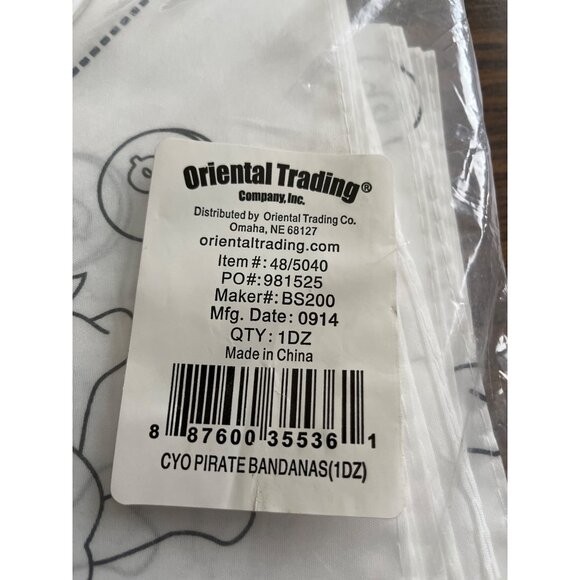 Oriental Trading®
Company, Inc.
Distributed by Oriental Trading Co.
Omaha, NE 68127
orientaltrading.com
Item #: 48/5040
PO#: 981525
Maker#: BS200
Mfg. Date: 0914
QTY: 1DZ
Made in China
8 87600 35536 1
CYO PIRATE BANDANAS(1DZ)